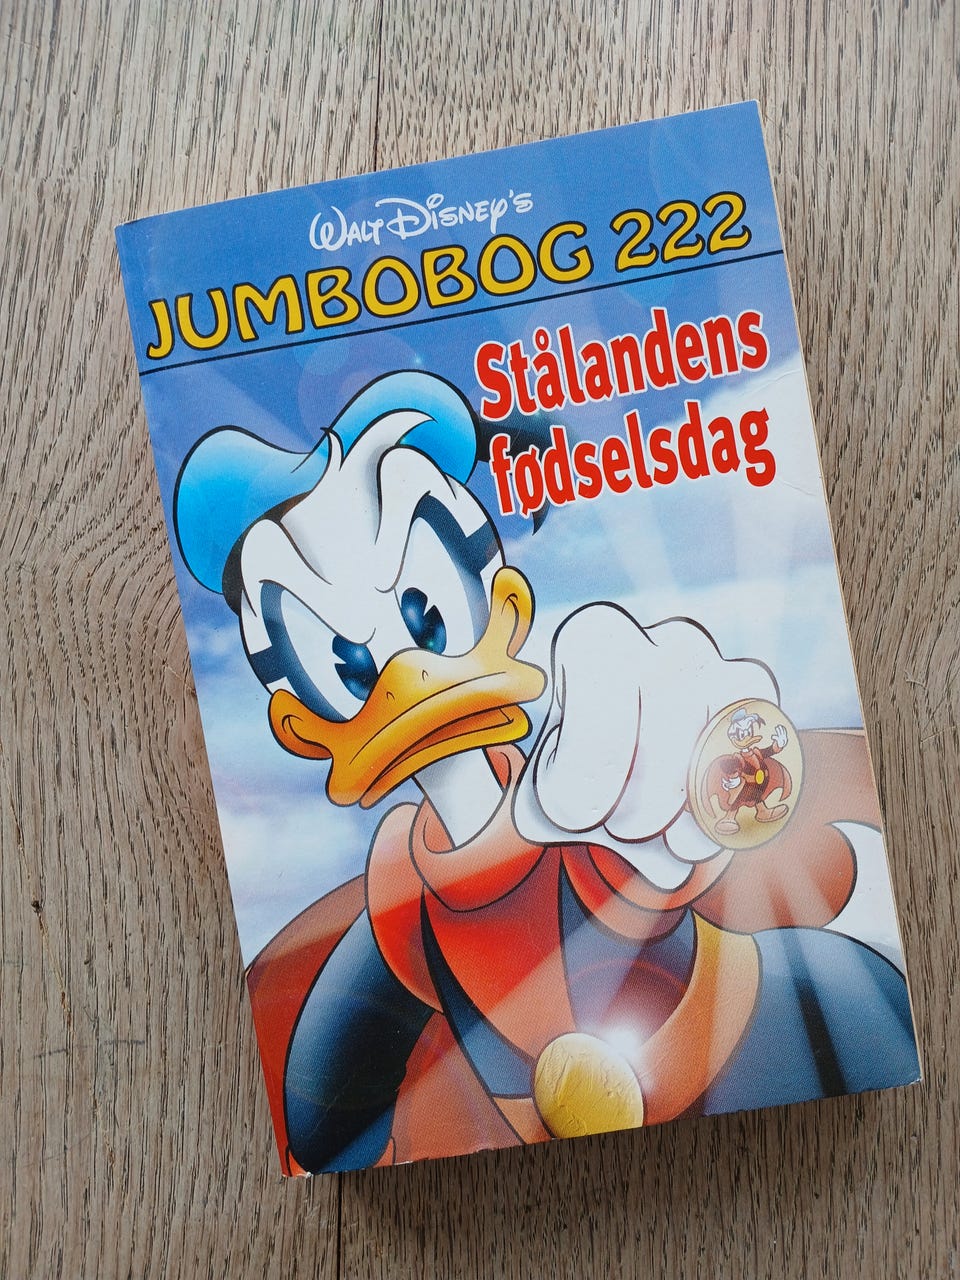 WALT DISNEY'S
JUMBOBOG 222
Stålandens
fødselsdag